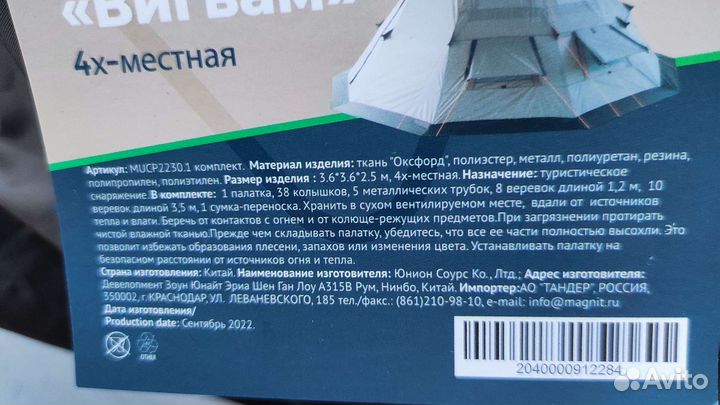 «Вигвам»
4х-местная
Артикул: MUCP2230.1 комплект. Материал изделия: ткань "Оксфорд", полиэстер, металл, полиуретан, резина,
полипропилен, полиэтилен. Размер изделия : 3.6*3.6*2.5 м, 4х-местная. Назначение: туристическое
снаряжение. В комплекте: 1 палатка, 38 колышков, 5 металлических трубок, 8 веревок длиной 1,2 м, 10
веревок длиной 3,5 м, 1 сумка-переноска. Хранить в сухом вентилируемом месте, вдали от источников
тепла и влаги. Беречь от контактов с огнем и от колюще-режущих предметов.При загрязнении протирать
чистой влажной тканью.Прежде чем складывать палатку, убедитесь, что все ее части полностью высохли. Это
позволит избежать образования плесени, запахов или изменения цвета. Устанавливать палатку на
безопасном расстоянии от источников огня и тепла.
Страна изготовления: Китай. Наименование изготовителя: Юнион Соурс Ко., Лтд.; Адрес изготовителя:
Девелопмент Зоун Юнайт Эриа Шен Ган Лоу А315В Рум, Нинбо, Китай. Импортер:АО "ТАНДЕР", РОССИЯ,
350002, г.КРАСНОДАР, УЛ. ЛЕВАНЕВСКОГО, 185 тел./факс.: (861)210-98-10, e-mail: info@magnit.ru
Дата изготовления/
Production date: Сентябрь 2022.
OTHER
2040000912284
Avito